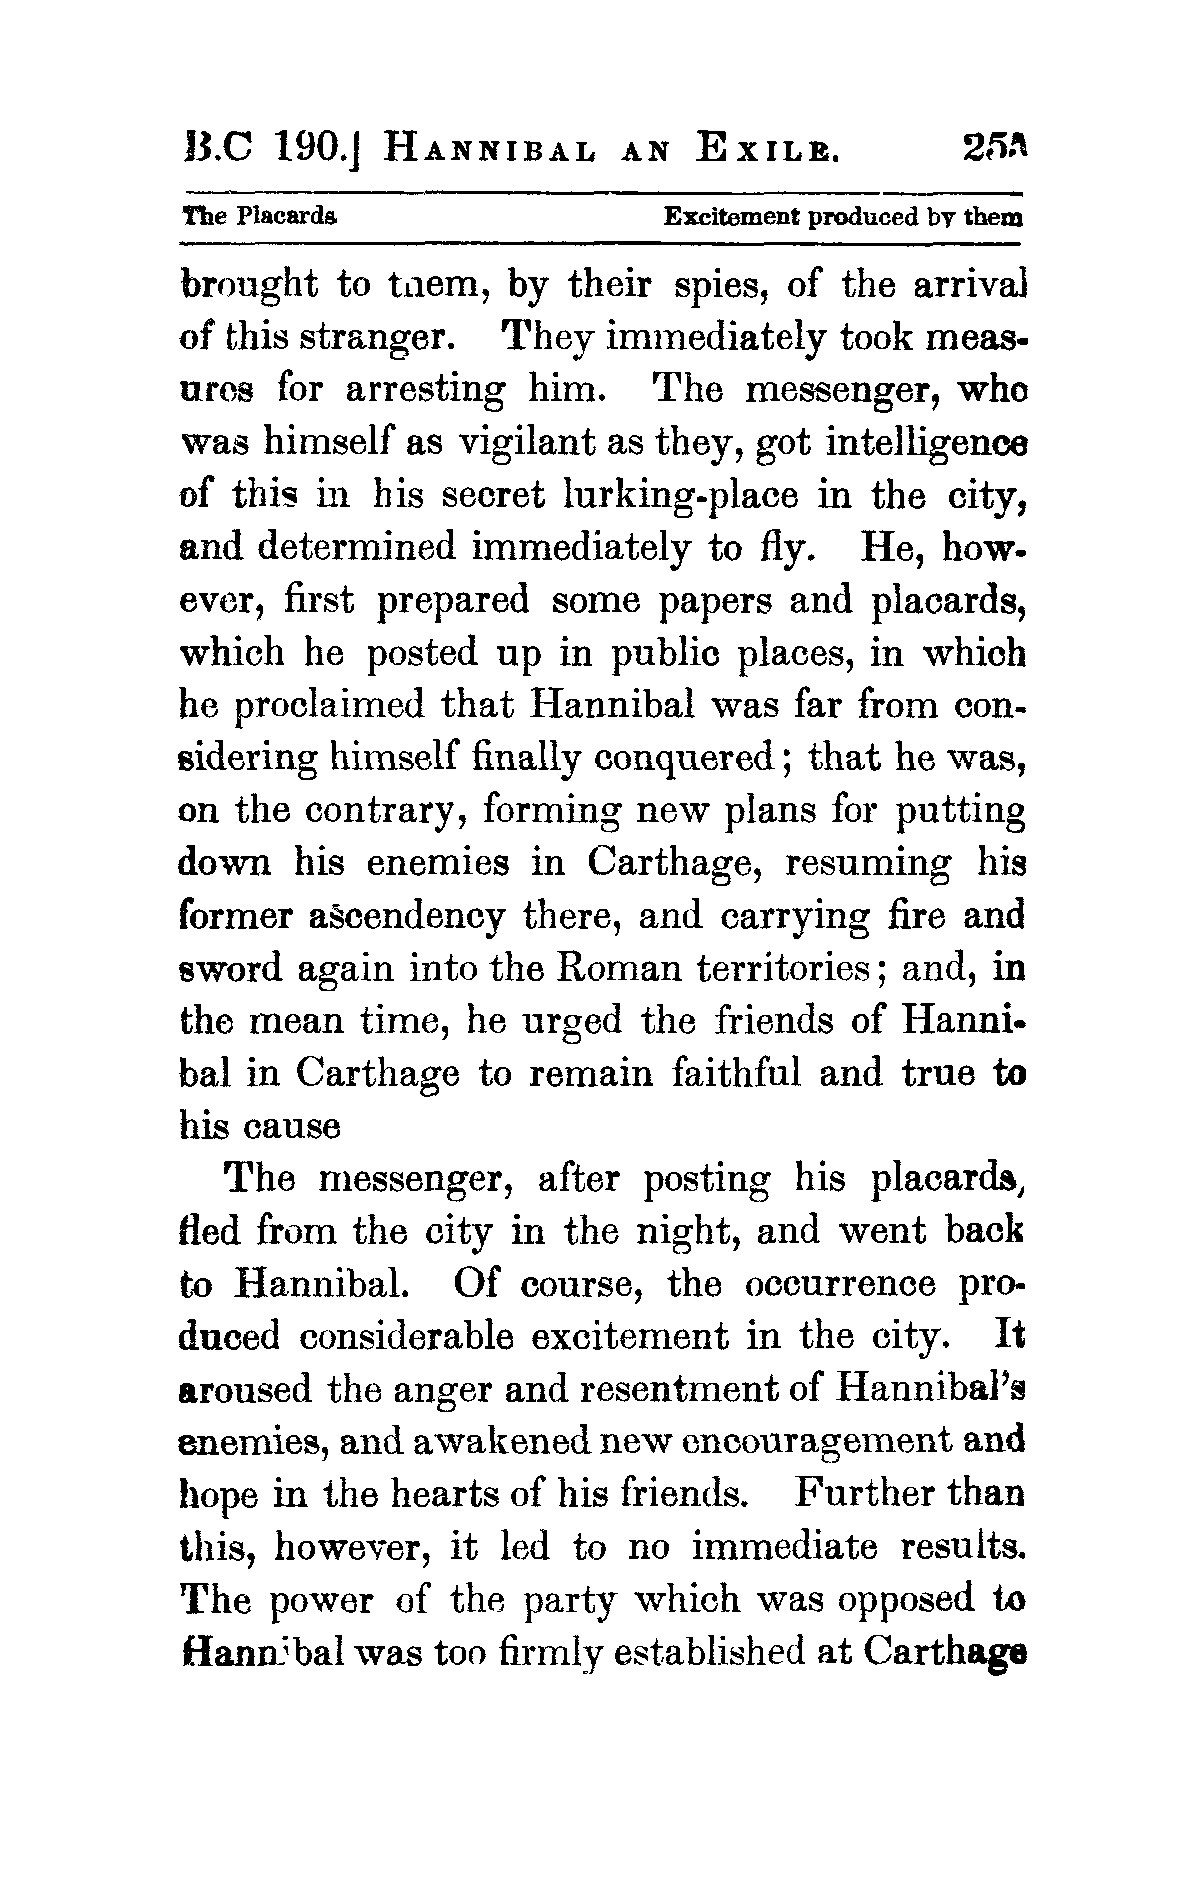 B.C 190.] HANNIBAL AN EXILE.
The Placards Excitement produced by them
brought to them, by their spies, of the arrival
of this stranger. They immediately took meas-
ures for arresting him. The messenger, who
was himself as vigilant as they, got intelligence
of this in his secret lurking-place in the city,
and determined immediately to fly. He, how-
ever, first prepared some papers and placards,
which he posted up in public places, in which
he proclaimed that Hannibal was far from con-
sidering himself finally conquered; that he was,
on the contrary, forming new plans for putting
down his enemies in Carthage, resuming his
former ascendency there, and carrying fire and
sword again into the Roman territories; and, in
the mean time, he urged the friends of Hanni-
bal in Carthage to remain faithful and true to
his cause
The messenger, after posting his placards,
fled from the city in the night, and went back
to Hannibal. Of course, the occurrence pro-
duced considerable excitement in the city. It
aroused the anger and resentment of Hannibal's
enemies, and awakened new encouragement and
hope in the hearts of his friends. Further than
this, however, it led to no immediate results.
The power of the party which was opposed to
Hannibal was too firmly established at Carthage